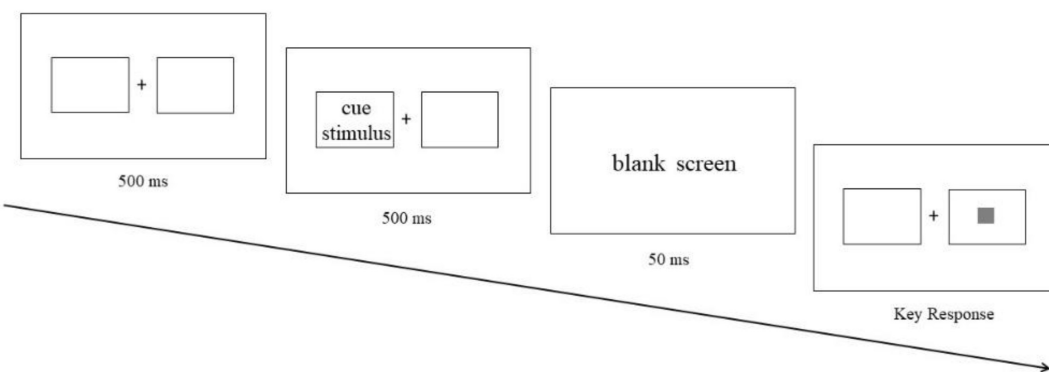 +
500 ms
cue
stimulus
+
500 ms
blank screen
50 ms
+
Key Response